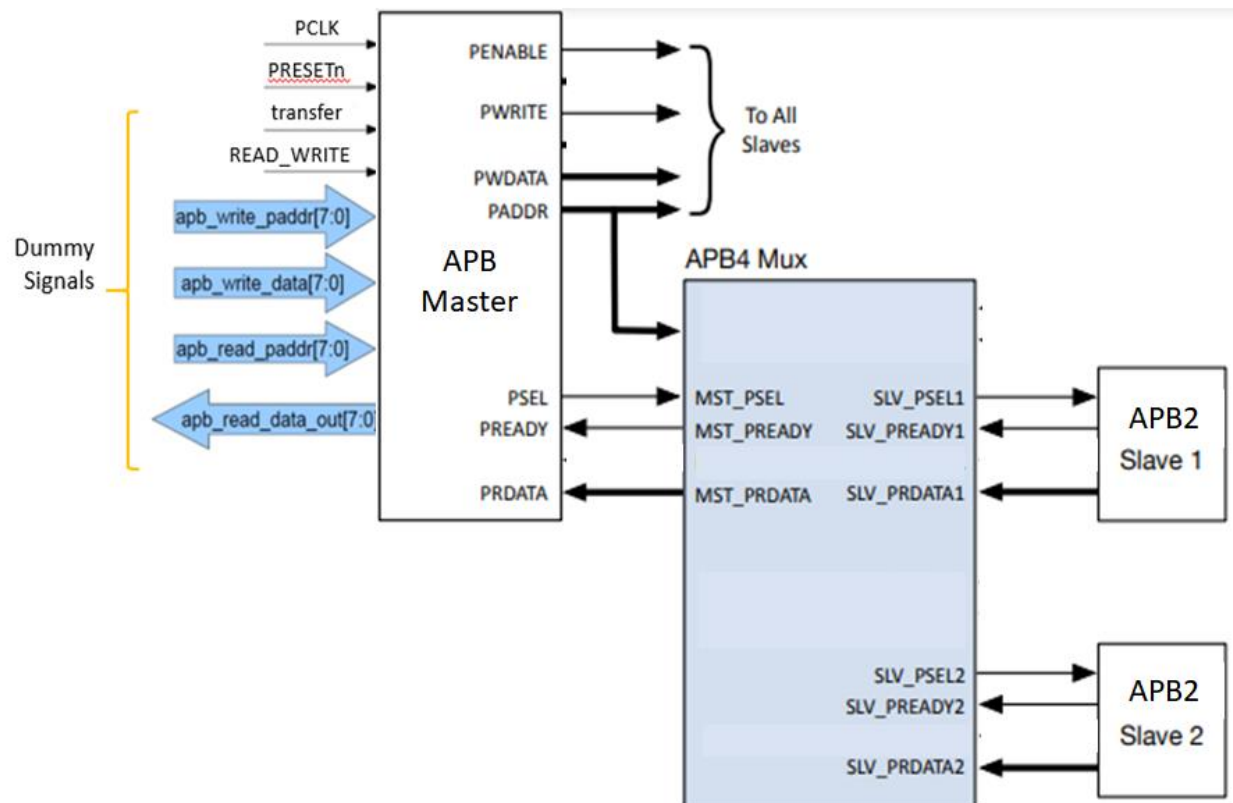 PCLK
PRESETn
transfer
READ_WRITE
apb_write_paddr[7:0]
apb_write_data[7:0]
apb_read_paddr[7:0]
apb_read_data_out[7:0]
Dummy
Signals
PENABLE
PWRITE
PWDATA
PADDR
APB
Master
PSEL
PREADY
PRDATA
To All
Slaves
APB4 Mux
MST_PSEL
MST_PREADY
MST_PRDATA
SLV_PSEL1
SLV_PREADY1
SLV_PRDATA1
SLV_PSEL2
SLV_PREADY2
SLV_PRDATA2
APB2
Slave 1
APB2
Slave 2